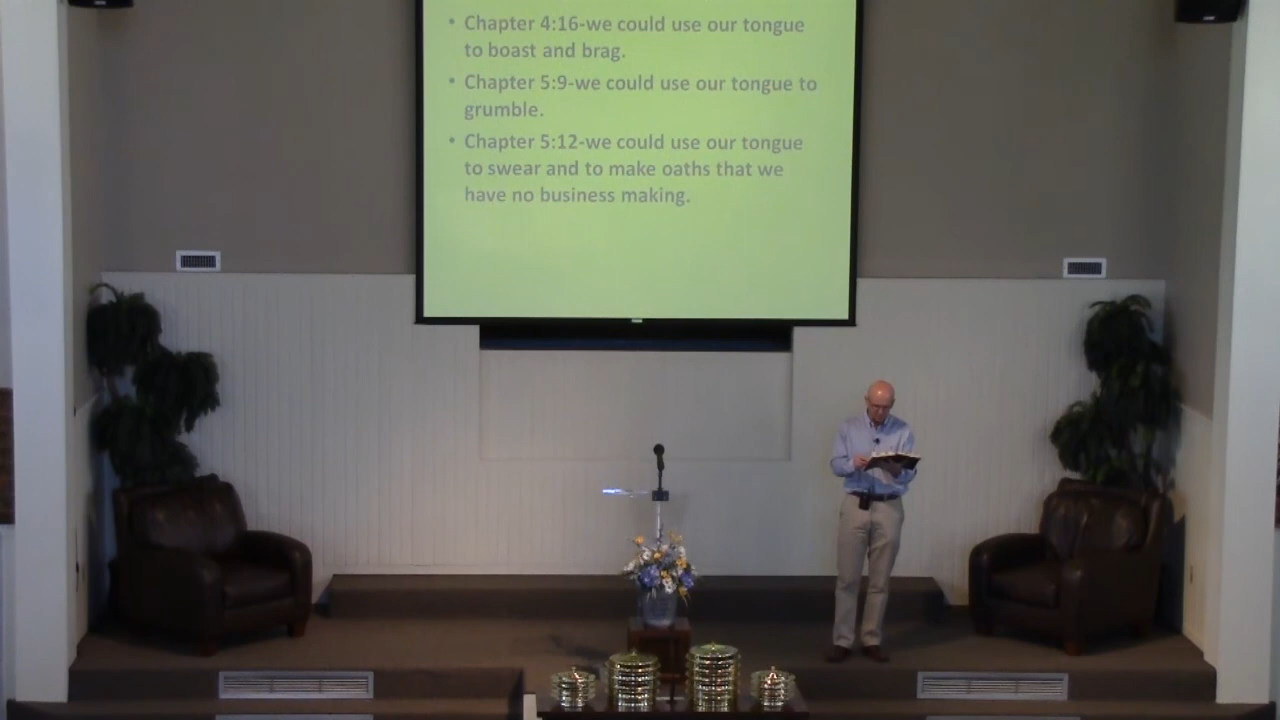 • Chapter 4:16-we could use our tongue
to boast and brag.
• Chapter 5:9-we could use our tongue to
grumble.
• Chapter 5:12-we could use our tongue
to swear and to make oaths that we
have no business making.